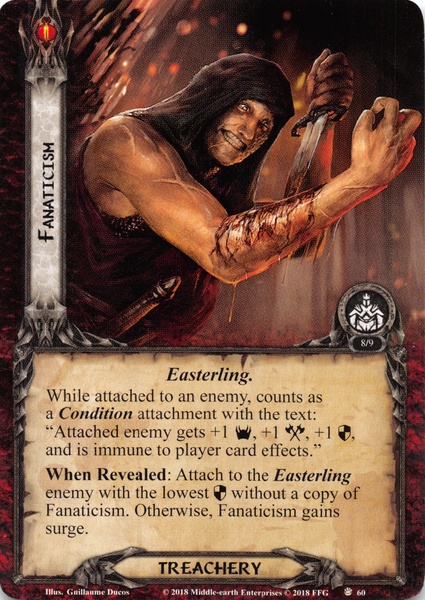 FANATICISM
8/9
Easterling.
While attached to an enemy, counts as
a Condition attachment with the text:
“Attached enemy gets +1 , +1 , +1 ,
and is immune to player card effects.”
When Revealed: Attach to the Easterling
enemy with the lowest without a copy of
Fanaticism. Otherwise, Fanaticism gains
surge.
TREACHERY
Illus. Guillaume Ducos © 2018 Middle-earth Enterprises © 2018 FFG 60